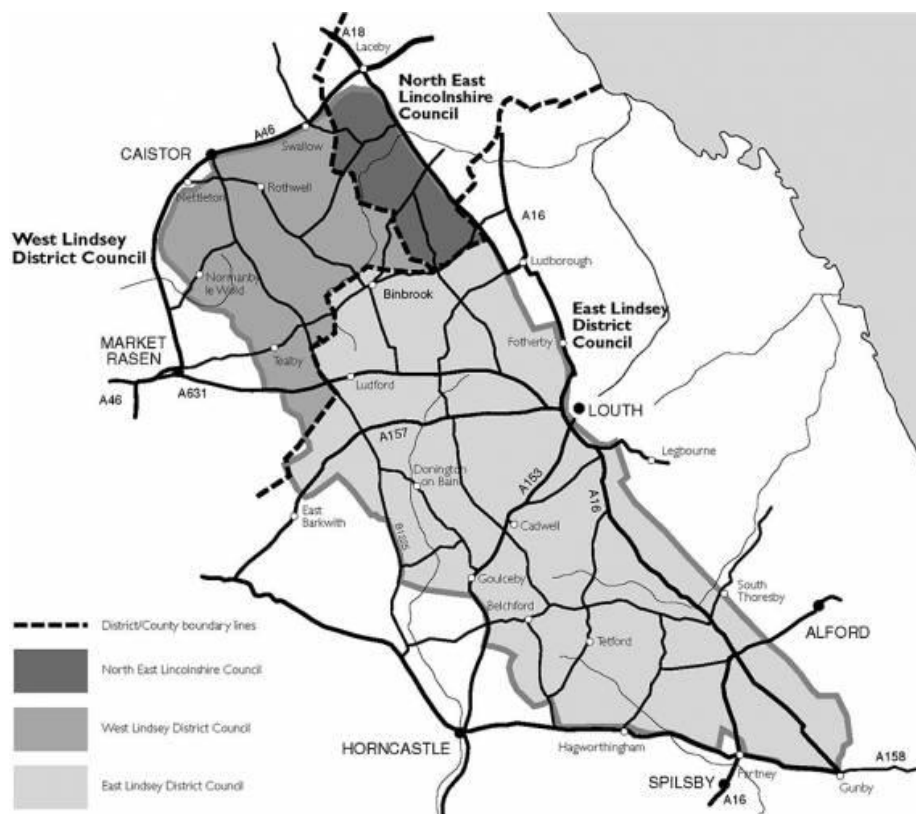 A18
Laceby
North East
Lincolnshire
Council
A46
Swallow
CAISTOR
Nettleton
Rothwell
A16
West Lindsey
District Council
Normanby
le Wold
Ludborough
Binbrook
East Lindsey
District
Council
Fotherby
MARKET
RASEN
Tealby
Ludford
A46
A631
LOUTH
A157
Legbourne
Donington
on Bain
A153
A16
East
Barkwith
Cadwell
B1225
Goulceby
South
Thoresby
Belchford
ALFORD
District/County boundary lines
Tetford
North East Lincolnshire Council
West Lindsey District Council
HORNCASTLE
Hagworthingham
A158
SPILSBY
Partney
Gunby
East Lindsey District Council
A16